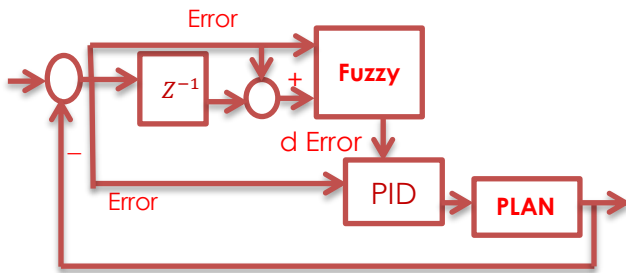 Error
Z⁻¹
+
Fuzzy
d Error
−
Error
PID
PLAN